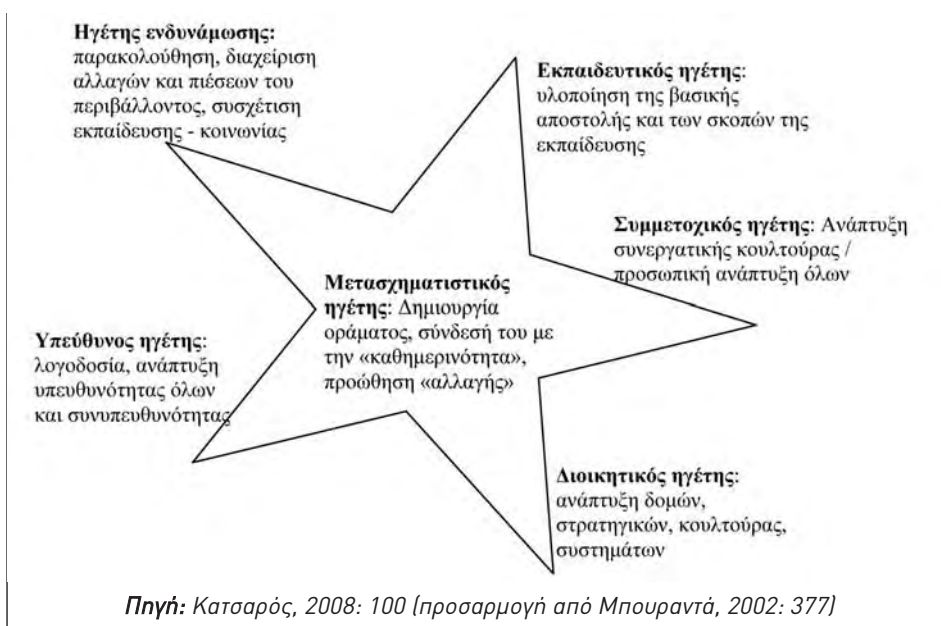 Ηγέτης ενδυνάμωσης:
παρακολούθηση, διαχείριση
αλλαγών και πιέσεων του
περιβάλλοντος, συσχέτιση
εκπαίδευσης - κοινωνίας
Εκπαιδευτικός ηγέτης:
υλοποίηση της βασικής
αποστολής και των σκοπών της
εκπαίδευσης
Συμμετοχικός ηγέτης: Ανάπτυξη
συνεργατικής κουλτούρας /
προσωπική ανάπτυξη όλων
Μετασχηματιστικός
ηγέτης: Δημιουργία
οράματος, σύνδεσή του με
την «καθημερινότητα»,
προώθηση «αλλαγής»
Υπεύθυνος ηγέτης:
λογοδοσία, ανάπτυξη
υπευθυνότητας όλων
και συνυπευθυνότητας
Διοικητικός ηγέτης:
ανάπτυξη δομών,
στρατηγικών, κουλτούρας,
συστημάτων
Πηγή: Κατσαρός, 2008: 100 (προσαρμογή από Μπουραντά, 2002: 377)